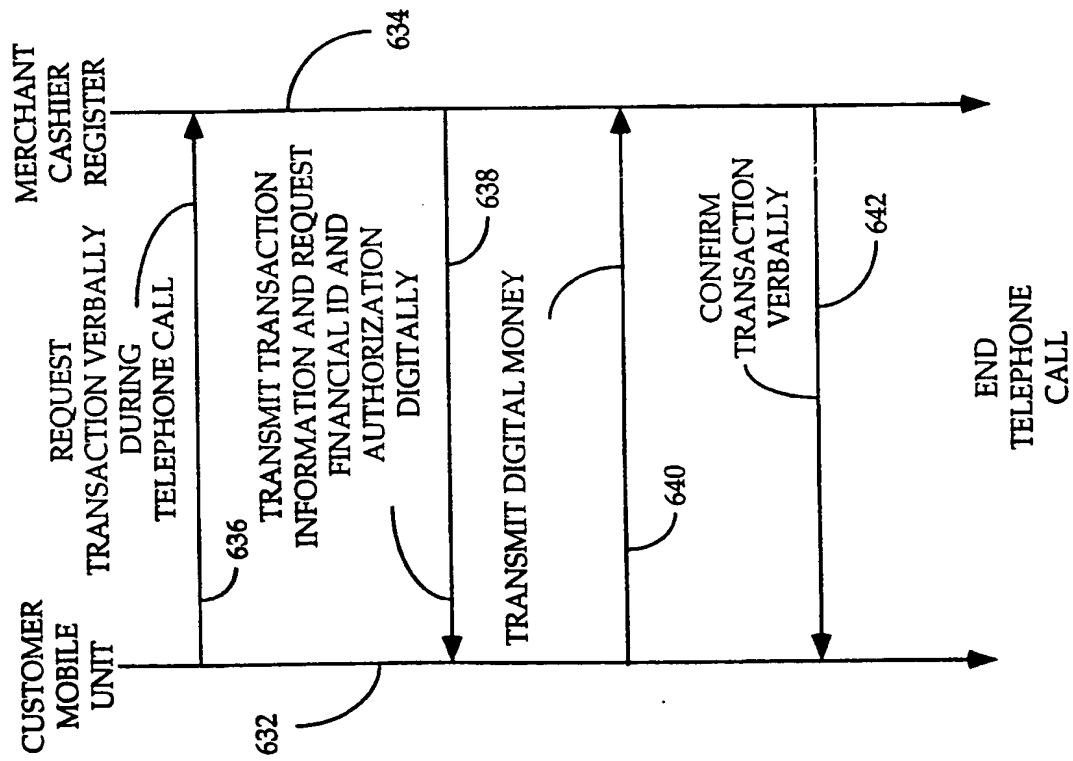 CUSTOMER
MOBILE
UNIT
MERCHANT
CASHIER
REGISTER
632
634
REQUEST
TRANSACTION VERBALLY
DURING
TELEPHONE CALL
636
TRANSMIT TRANSACTION
INFORMATION AND REQUEST
FINANCIAL ID AND
AUTHORIZATION
DIGITALLY
638
TRANSMIT DIGITAL MONEY
640
CONFIRM
TRANSACTION
VERBALLY
642
END
TELEPHONE
CALL